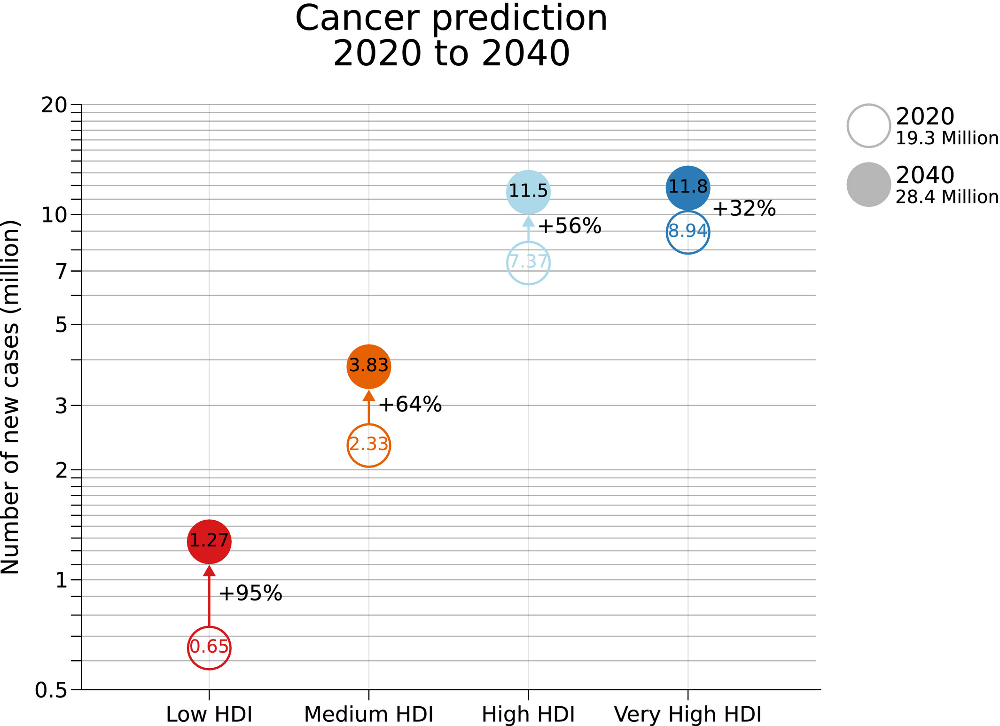 Cancer prediction
2020 to 2040
2020
19.3 Million
2040
28.4 Million
Number of new cases (million)
20
10
7
5
3
2
1
0.5
11.5
+56%
7.37
11.8
+32%
8.94
3.83
+64%
2.33
1.27
+95%
0.65
Low HDI
Medium HDI
High HDI
Very High HDI